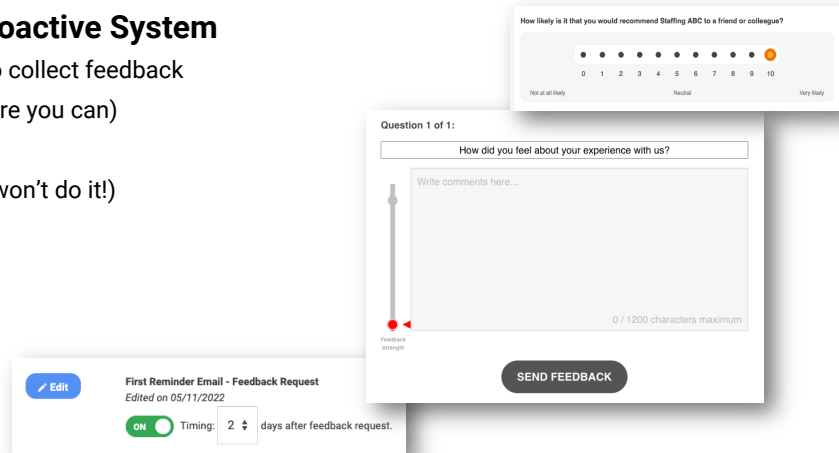 oactive System
collect feedback
re you can)
won't do it!)
How likely is it that you would recommend Staffing ABC to a friend or colleague?
0 1 2 3 4 5 6 7 8 9 10
Not at all likely Neutral Very likely
Question 1 of 1:
How did you feel about your experience with us?
Write comments here...
0 / 1200 characters maximum
Feedback
Strength
SEND FEEDBACK
Edit
First Reminder Email - Feedback Request
Edited on 05/11/2022
ON Timing: 2 days after feedback request.